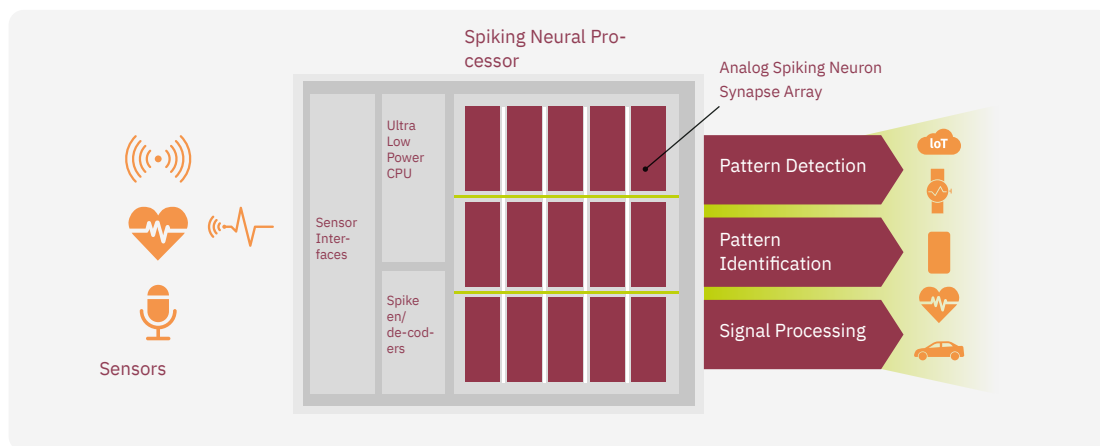 Spiking Neural Pro-
cessor
Analog Spiking Neuron
Synapse Array
Ultra
Low
Power
CPU
Sensor
Inter-
faces
Spike
en/
de-cod-
ers
Sensors
Pattern Detection
Pattern
Identification
Signal Processing
IoT